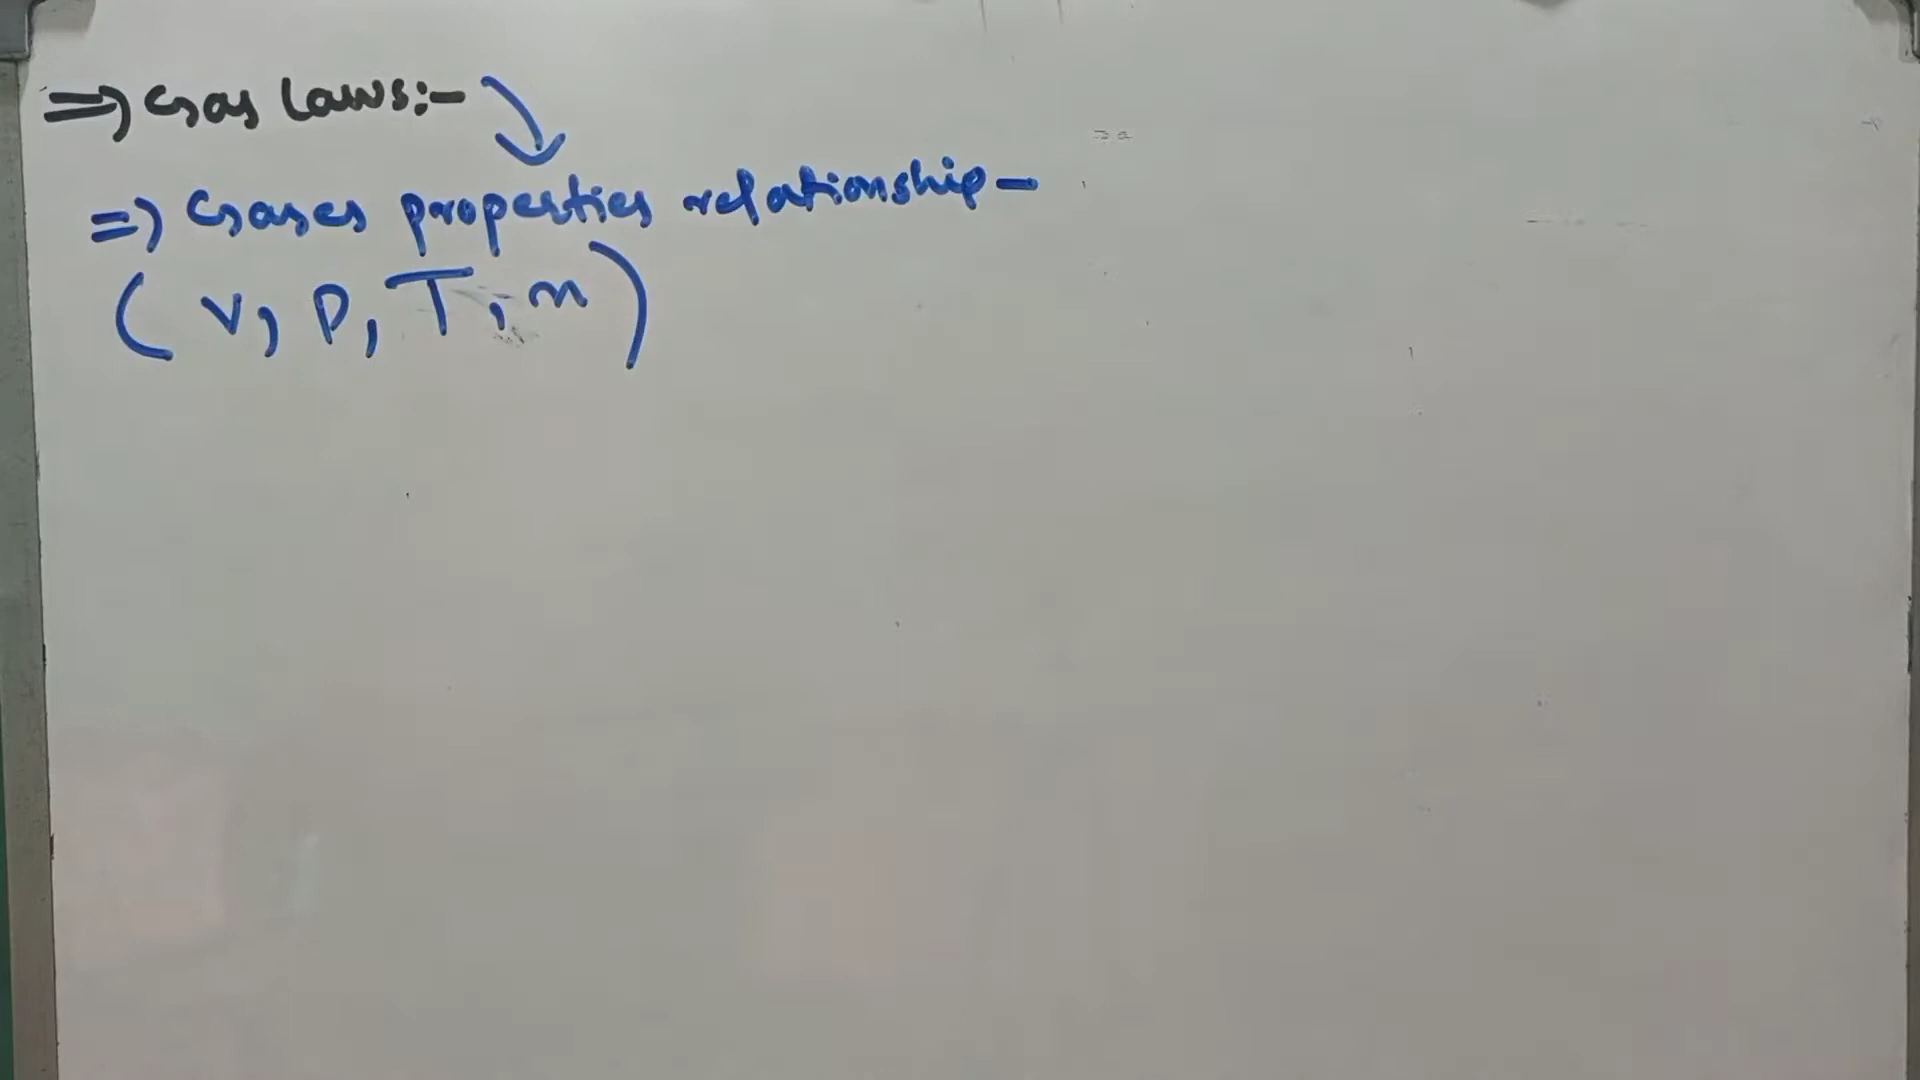 => Gas Laws:-
=> Gases properties relationship-
(V, P, T, n)